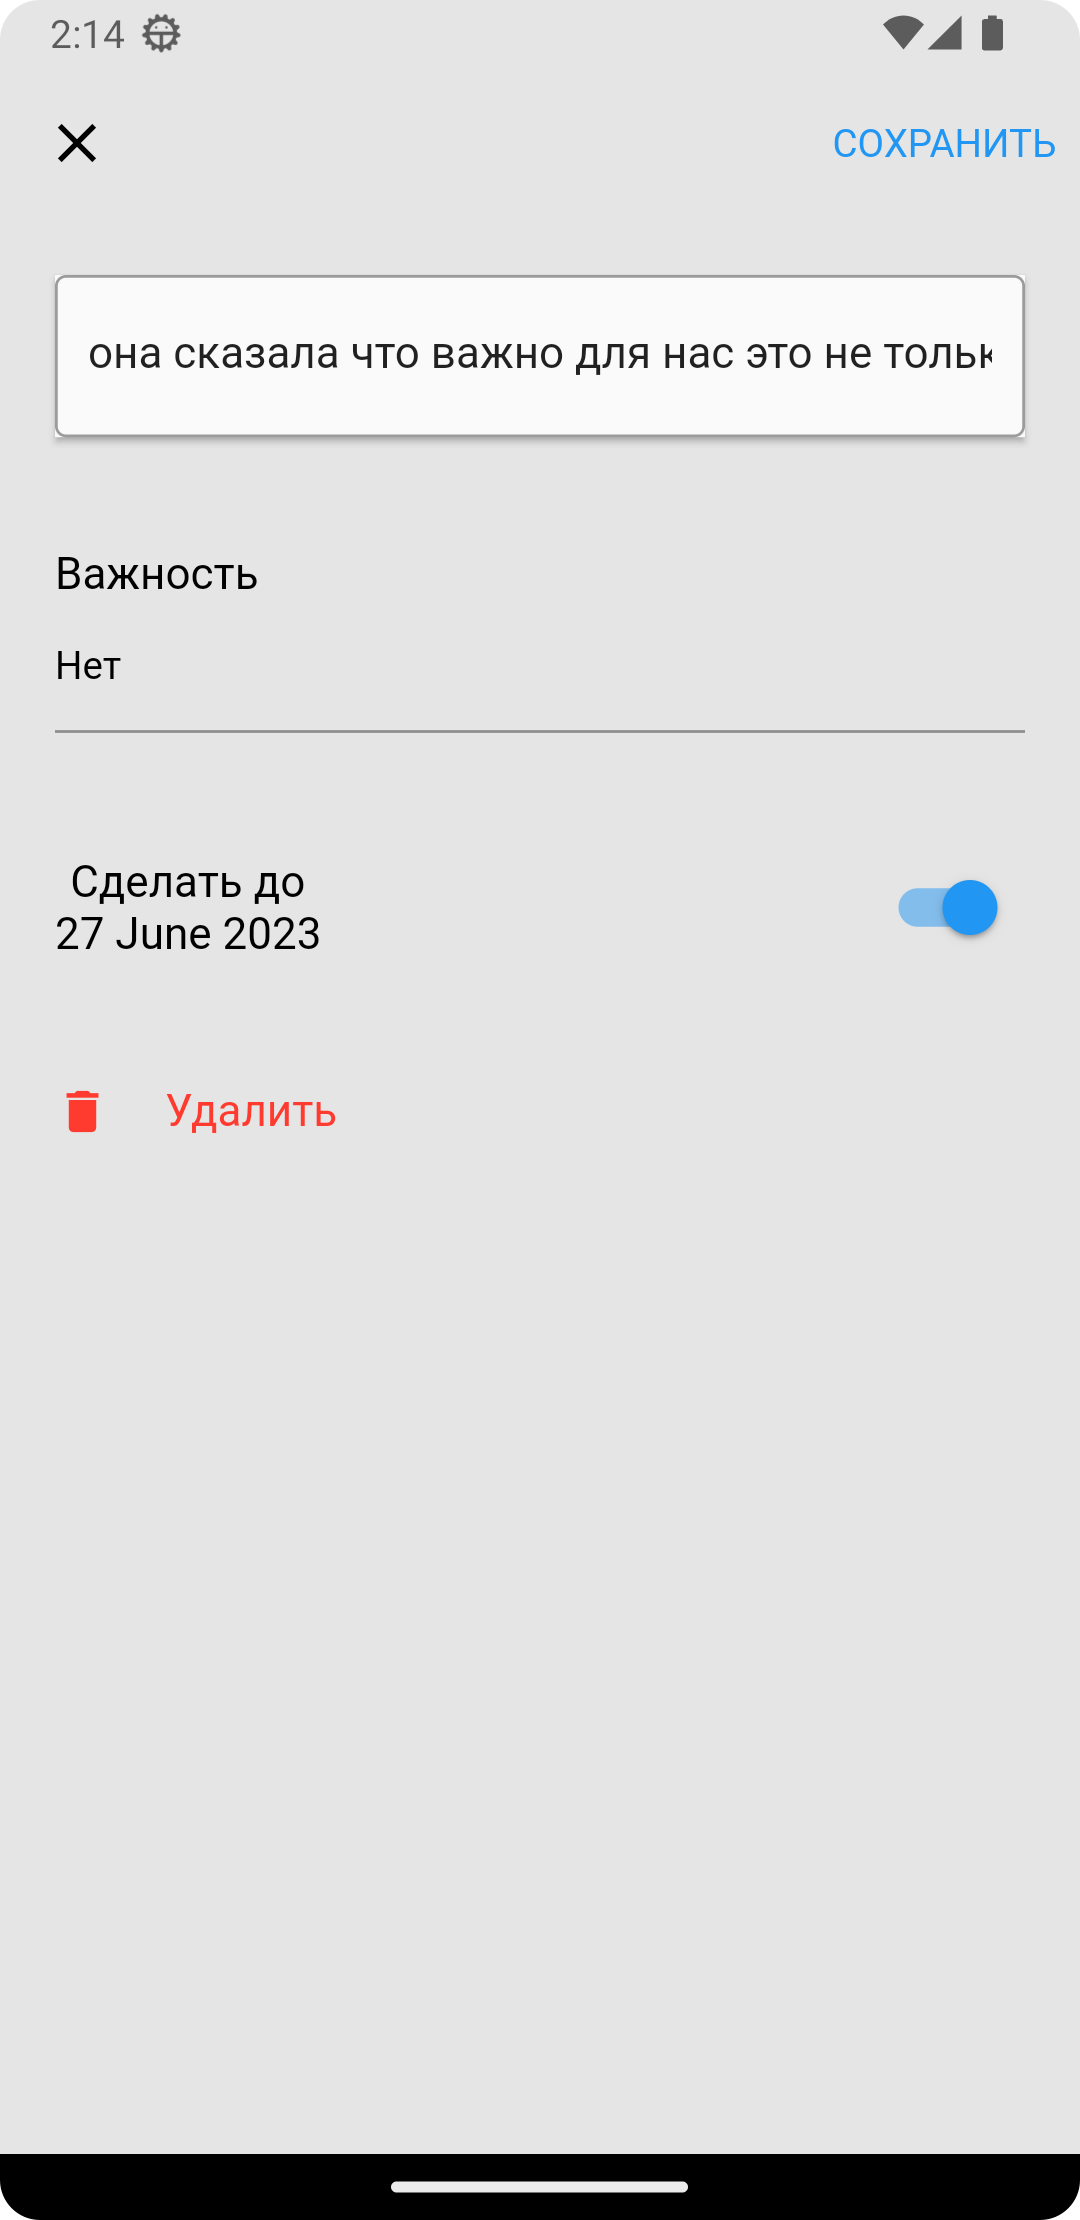 2:14
СОХРАНИТЬ
она сказала что важно для нас это не тольк
Важность
Нет
Сделать до
27 June 2023
Удалить